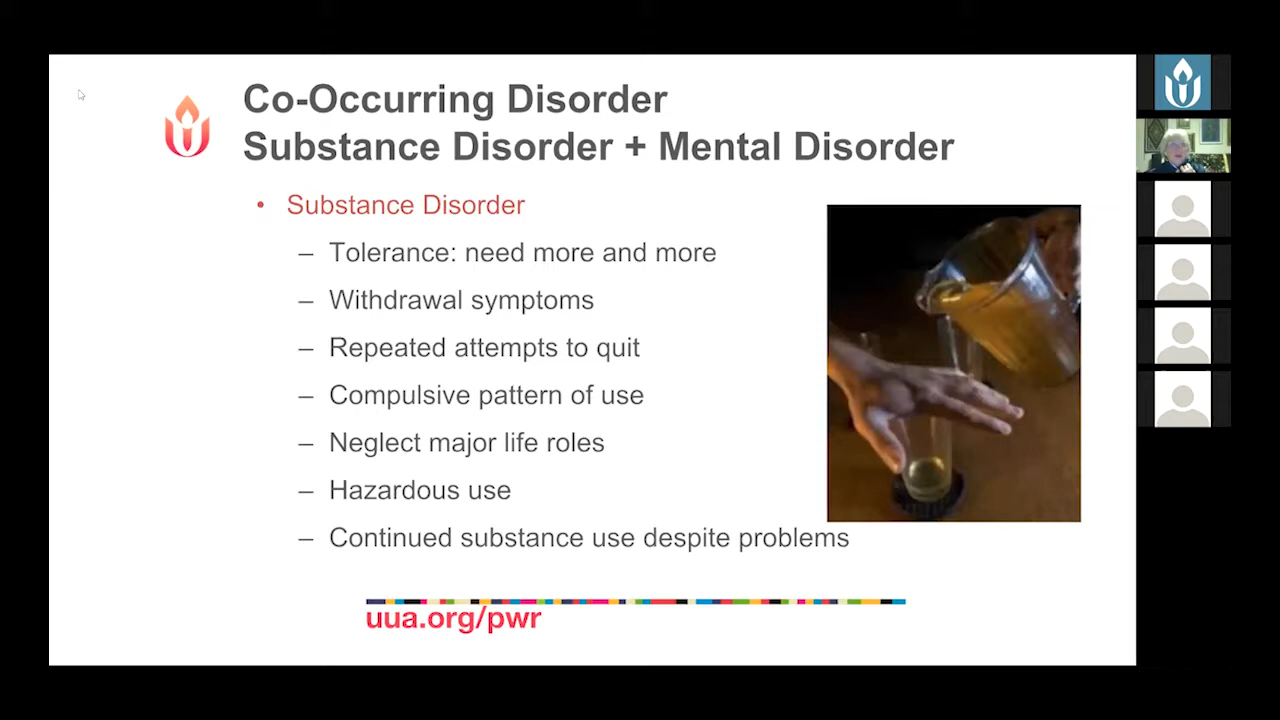 Co-Occurring Disorder
Substance Disorder + Mental Disorder
• Substance Disorder
– Tolerance: need more and more
– Withdrawal symptoms
– Repeated attempts to quit
– Compulsive pattern of use
– Neglect major life roles
– Hazardous use
– Continued substance use despite problems
uua.org/pwr